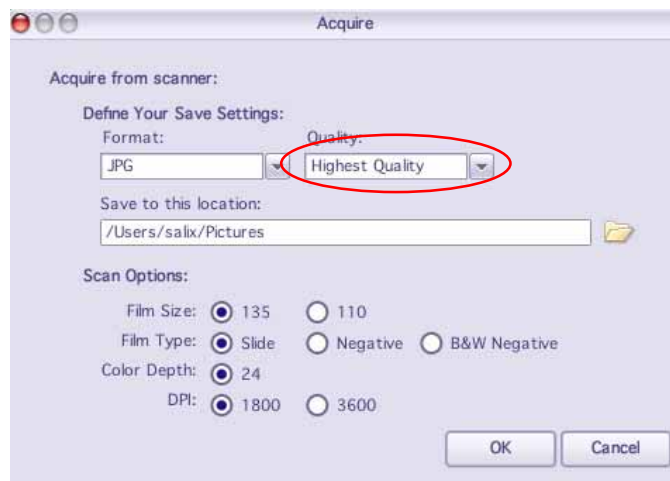 Acquire
Acquire from scanner:
Define Your Save Settings:
Format: Quality:
JPG Highest Quality
Save to this location:
/Users/salix/Pictures
Scan Options:
Film Size: 135 110
Film Type: Slide Negative B&W Negative
Color Depth: 24
DPI: 1800 3600
OK Cancel